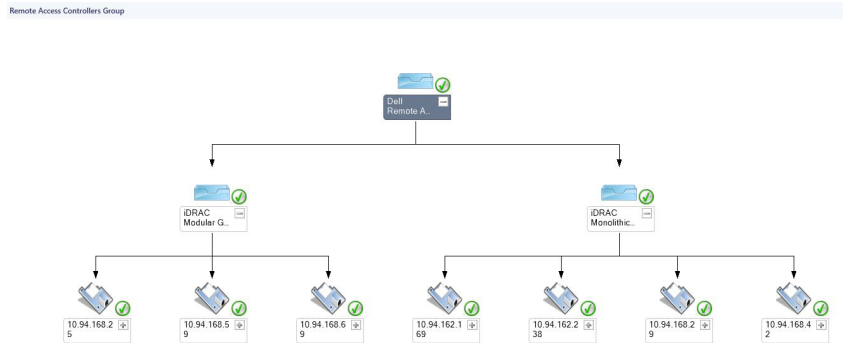 Remote Access Controllers Group
Dell
Remote A..
iDRAC
Modular G..
iDRAC
Monolithic..
10.94.168.2
5
10.94.168.5
9
10.94.168.6
9
10.94.162.1
69
10.94.162.2
38
10.94.168.2
9
10.94.168.4
2